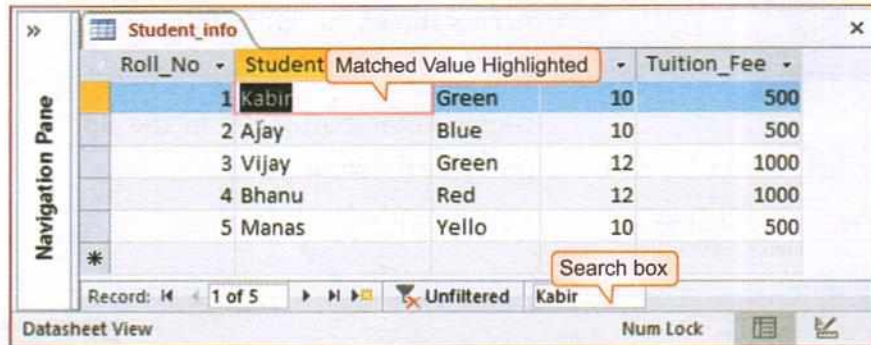 »
Student_info
×
Roll_No Student Matched Value Highlighted Tuition_Fee
1 Kabir Green 10 500
2 Ajay Blue 10 500
3 Vijay Green 12 1000
4 Bhanu Red 12 1000
5 Manas Yello 10 500
*
Navigation Pane
Search box
Record: 1 of 5 Unfiltered Kabir
Datasheet View Num Lock